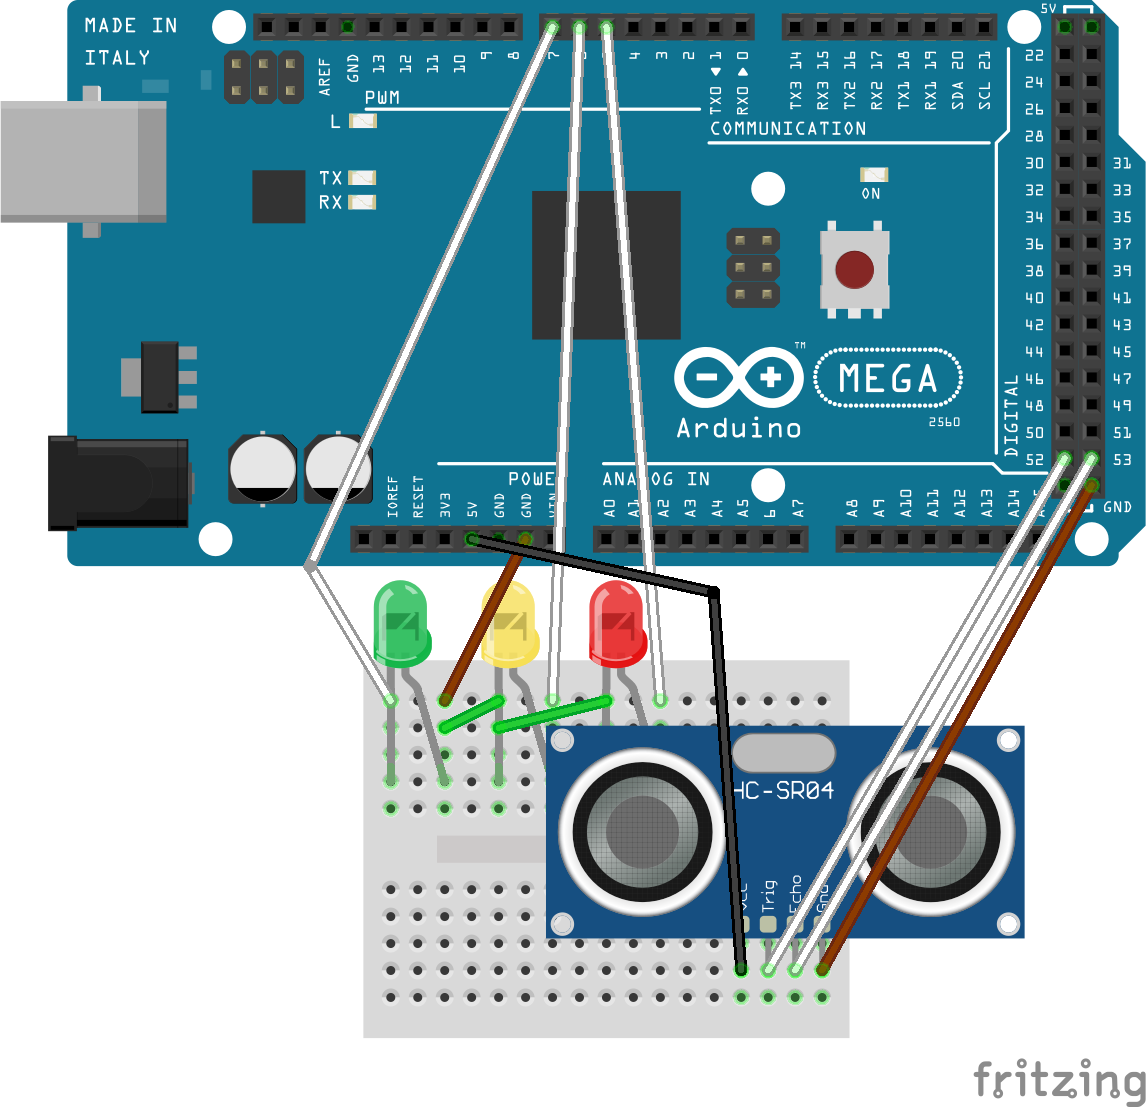 MADE IN
ITALY
5V
AREF
GND
13
12
11
10
9
8
7
4
3
2
TX0 1
RX0 0
TX3 14
RX3 15
TX2 16
RX2 17
TX1 18
RX1 19
SDA 20
SCL 21
PWM
COMMUNICATION
L
TX
RX
ON
22
24
26
28
30 31
32 33
34 35
36 37
38 39
40 41
42 43
44 45
46 47
48 49
50 51
52 53
DIGITAL
GND
TM
MEGA
Arduino
2560
POWER
ANALOG IN
IOREF
RESET
3V3
5V
GND
GND
VIN
A0
A1
A2
A3
A4
A5
6
A7
A8
A9
A10
A11
A12
A13
A14
HC-SR04
Vcc
Trig
Echo
Gnd
fritzing